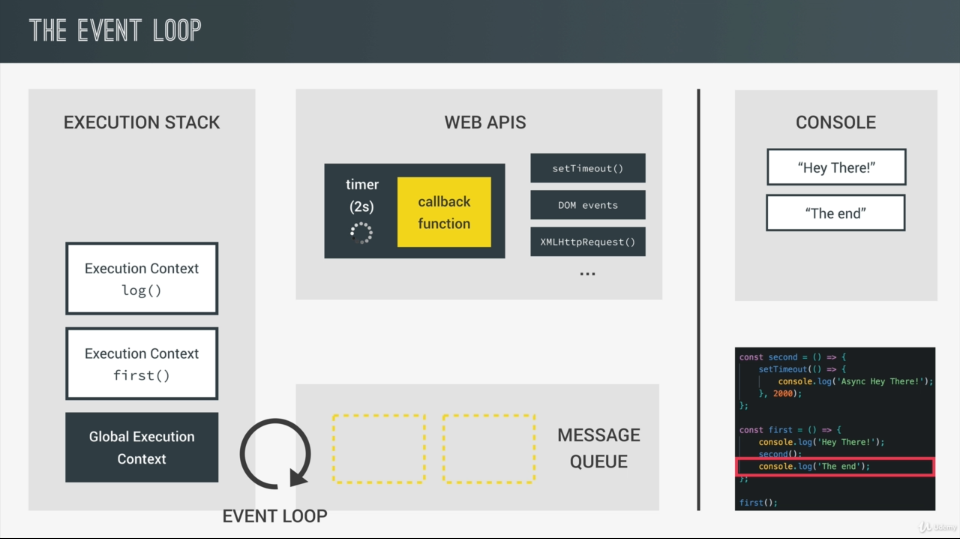 THE EVENT LOOP
EXECUTION STACK
Execution Context
log()
Execution Context
first()
Global Execution
Context
WEB APIS
timer
(2s)
callback
function
setTimeout()
DOM events
XMLHttpRequest()
...
EVENT LOOP
MESSAGE
QUEUE
CONSOLE
“Hey There!”
“The end”
const second = () => {
setTimeout(() => {
console.log('Async Hey There!');
}, 2000);
};
const first = () => {
console.log('Hey There!');
second();
console.log('The end');
};
first();
Udemy